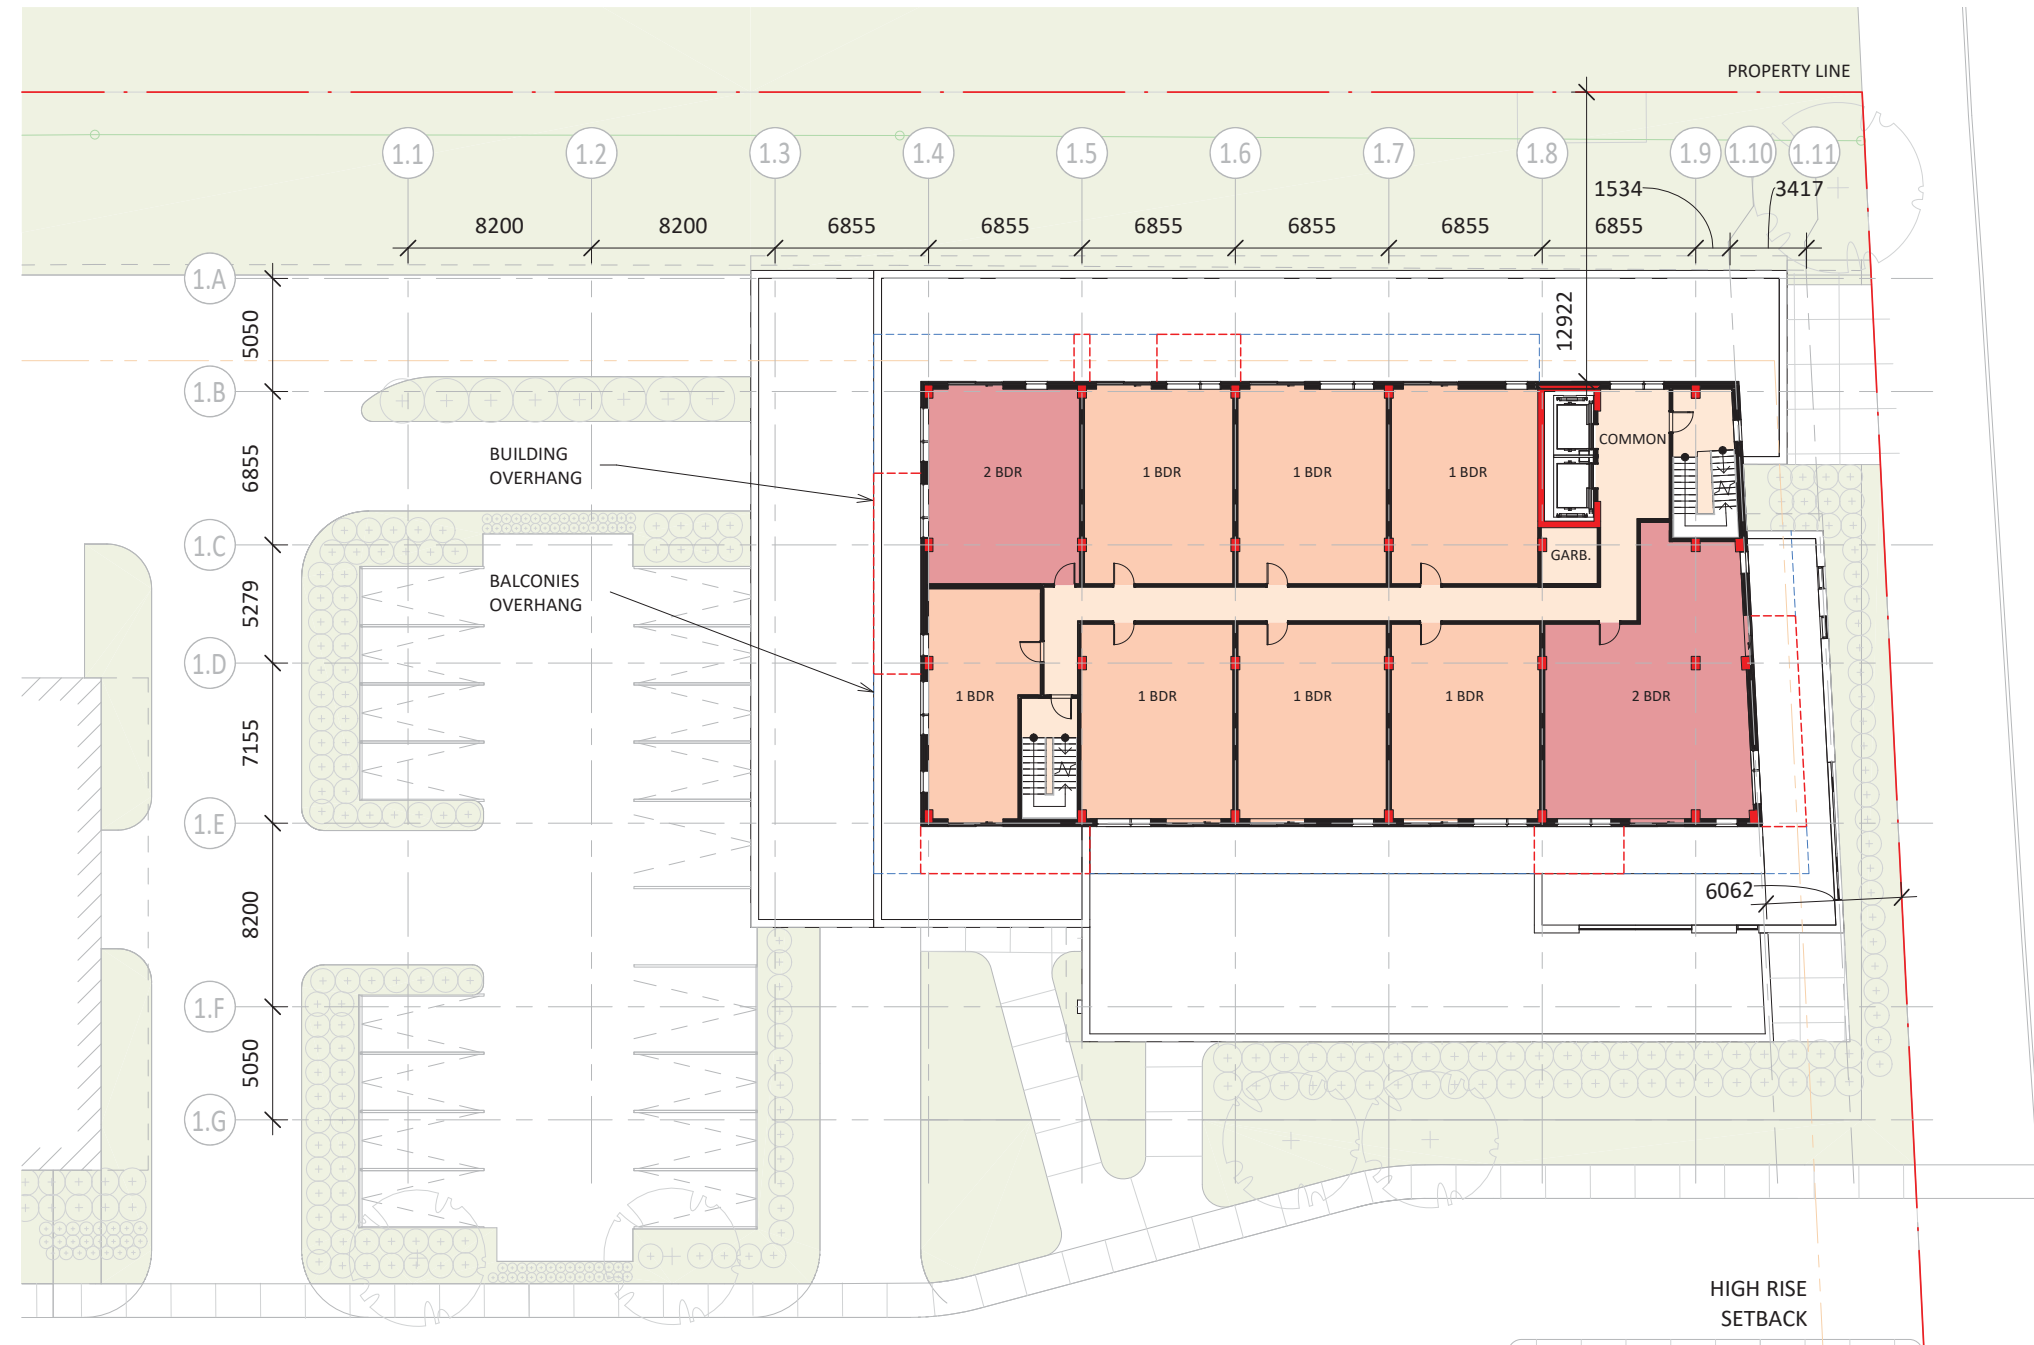 PROPERTY LINE
1.1
1.2
1.3
1.4
1.5
1.6
1.7
1.8
1.9
1.10
1.11
1534
3417
8200
8200
6855
6855
6855
6855
6855
6855
1.A
5050
12922
1.B
6855
BUILDING
OVERHANG
COMMON
2 BDR
1 BDR
1 BDR
1 BDR
1.C
GARB.
5279
BALCONIES
OVERHANG
1.D
7155
1 BDR
1 BDR
1 BDR
1 BDR
2 BDR
1.E
8200
6062
1.F
5050
1.G
HIGH RISE
SETBACK